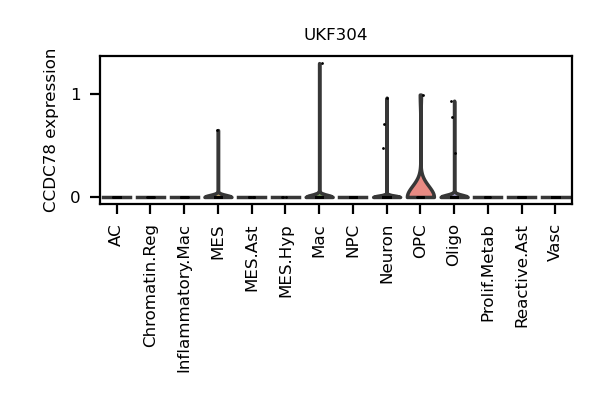 UKF304
CCDC78 expression
1
0
AC
Chromatin.Reg
Inflammatory.Mac
MES
MES.Ast
MES.Hyp
Mac
NPC
Neuron
OPC
Oligo
Prolif.Metab
Reactive.Ast
Vasc